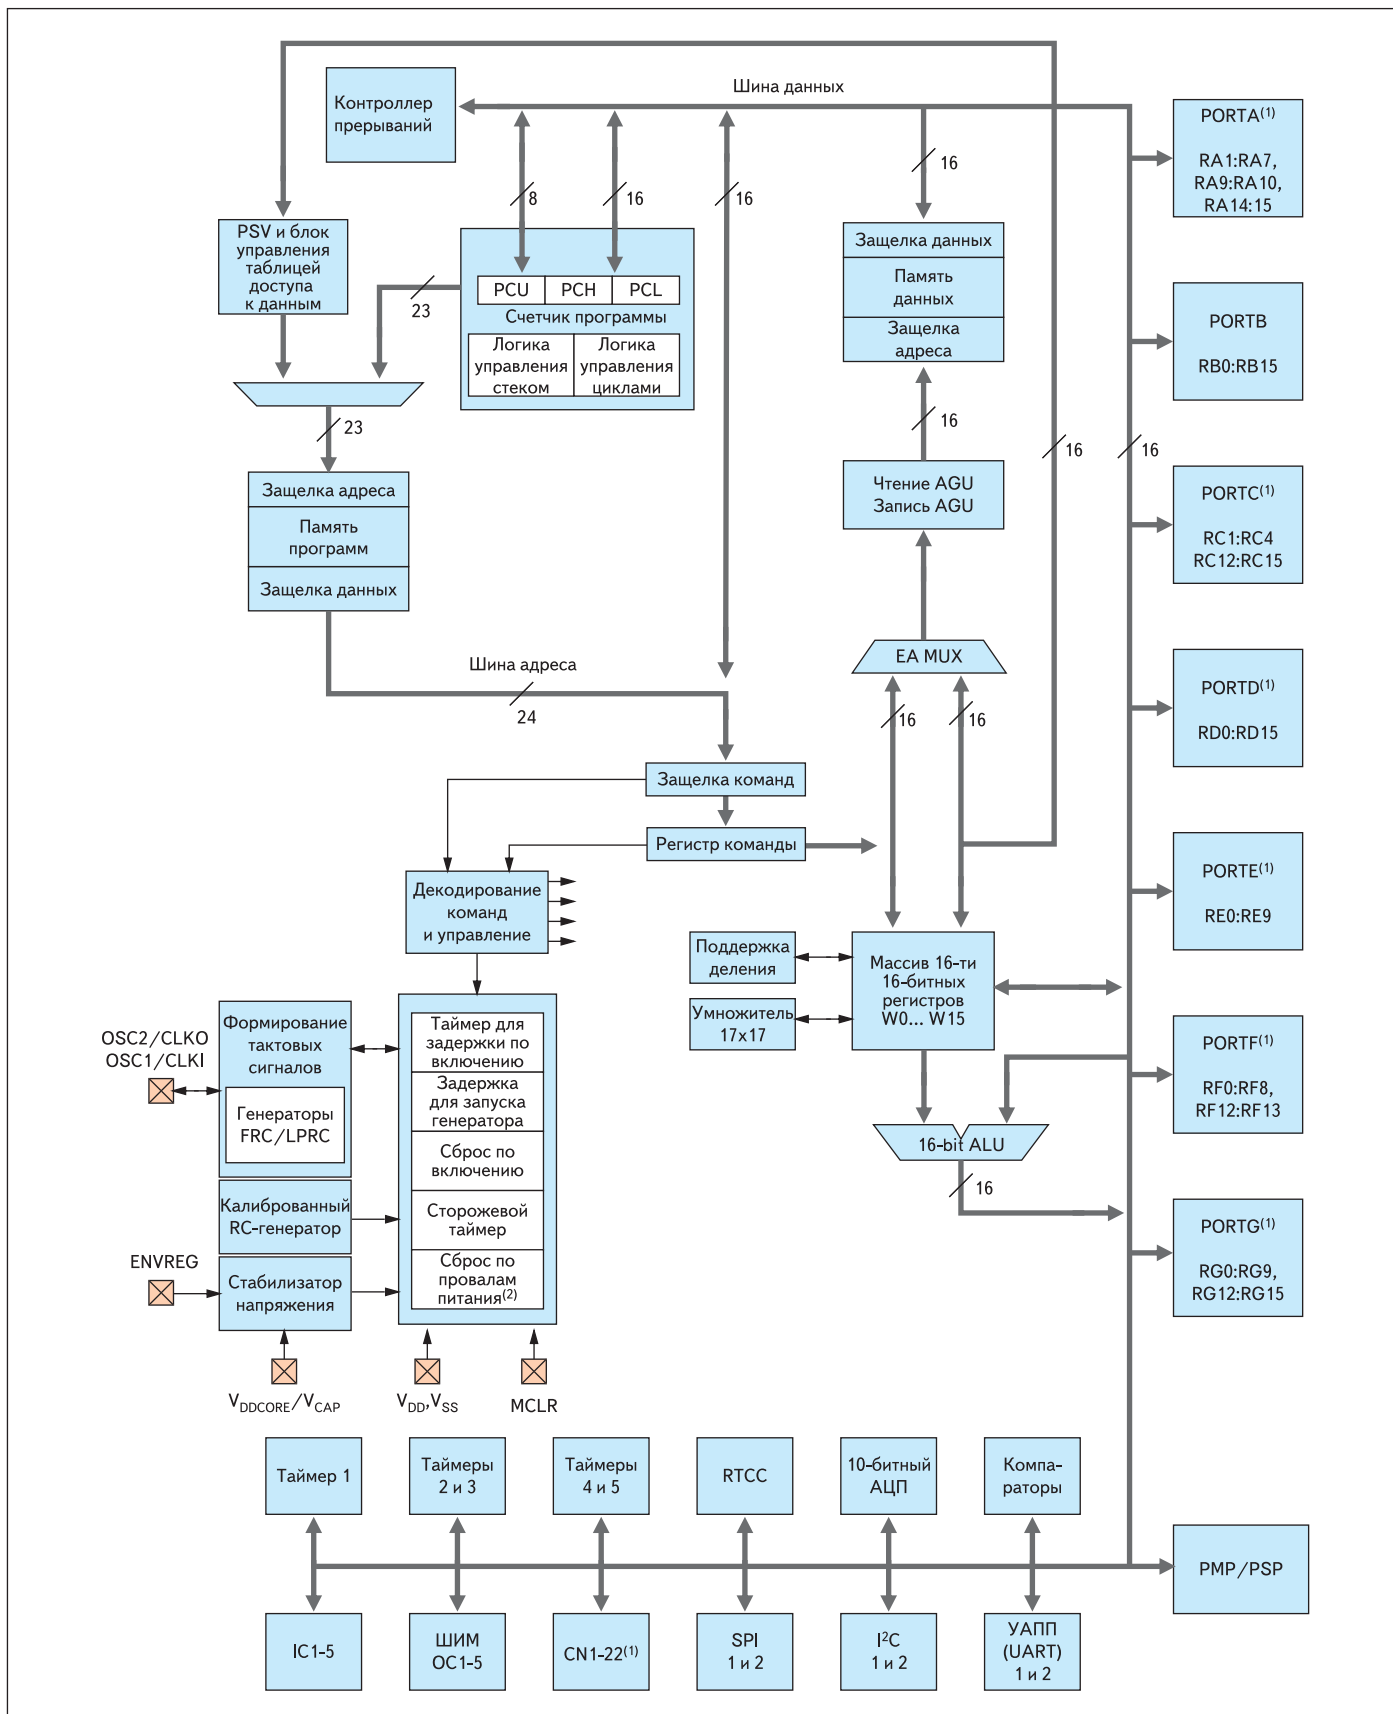 Шина данных
Контроллер
прерываний
PORTA(1)
RA1:RA7,
RA9:RA10,
RA14:15
8
16
16
16
PSV и блок
управления
таблицей
доступа
к данным
23
PCU
PCH
PCL
Счетчик программы
Логика
управления
стеком
Логика
управления
циклами
Защелка данных
Память
данных
Защелка
адреса
PORTB
RB0:RB15
23
16
16
16
Защелка адреса
Память
программ
Защелка данных
Чтение AGU
Запись AGU
PORTC(1)
RC1:RC4
RC12:RC15
Шина адреса
24
EA MUX
16
16
PORTD(1)
RD0:RD15
Защелка команд
Регистр команды
PORTE(1)
RE0:RE9
Декодирование
команд
и управление
Поддержка
деления
Умножитель
17x17
Массив 16-ти
16-битных
регистров
W0... W15
OSC2/CLKO
OSC1/CLKI
Формирование
тактовых
сигналов
Генераторы
FRC/LPRC
Таймер для
задержки по
включению
Задержка
для запуска
генератора
Сброс по
включению
Сторожевой
таймер
Сброс по
провалам
питания(2)
PORTF(1)
RF0:RF8,
RF12:RF13
16-bit ALU
16
Калиброванный
RC-генератор
ENVREG
Стабилизатор
напряжения
PORTG(1)
RG0:RG9,
RG12:RG15
VDDCORE/VCAP
VDD,VSS
MCLR
Таймер 1
Таймеры
2 и 3
Таймеры
4 и 5
RTCC
10-битный
АЦП
Компа-
раторы
PMP/PSP
IC1-5
ШИМ
OC1-5
CN1-22(1)
SPI
1 и 2
I2C
1 и 2
УАПП
(UART)
1 и 2